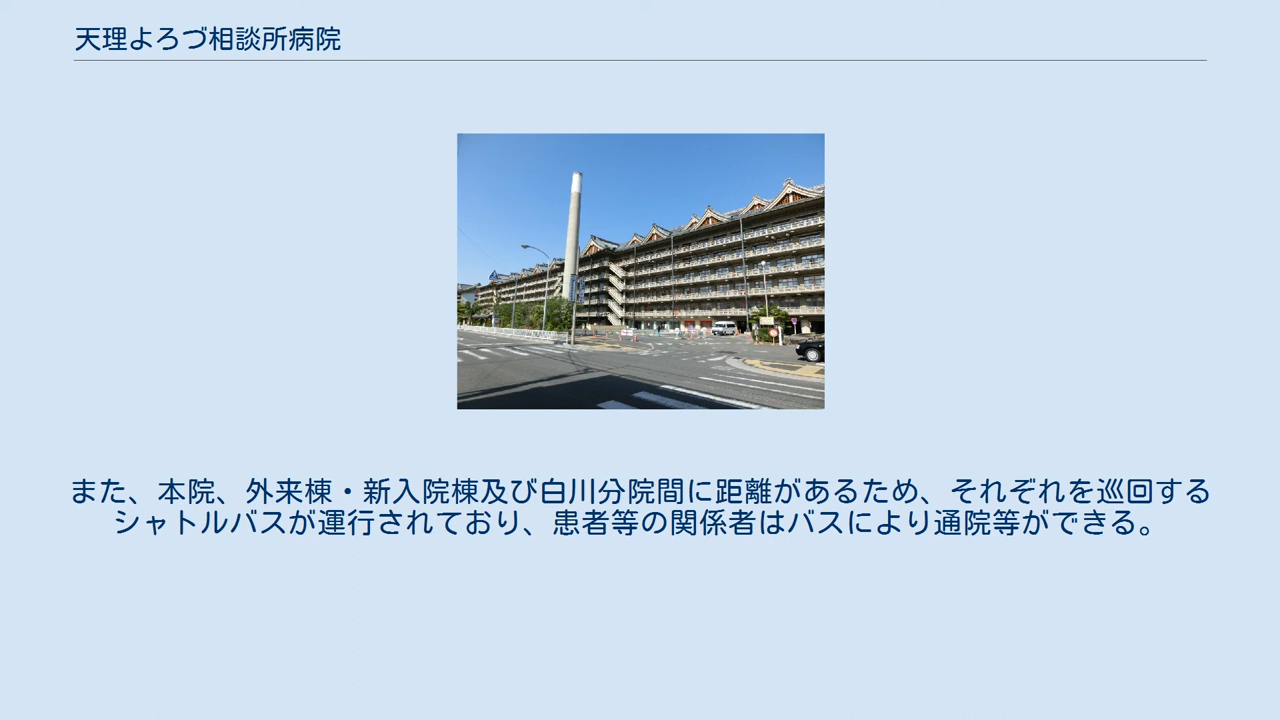 天理よろづ相談所病院
また、本院、外来棟・新入院棟及び白川分院間に距離があるため、それぞれを巡回する
シャトルバスが運行されており、患者等の関係者はバスにより通院等ができる。